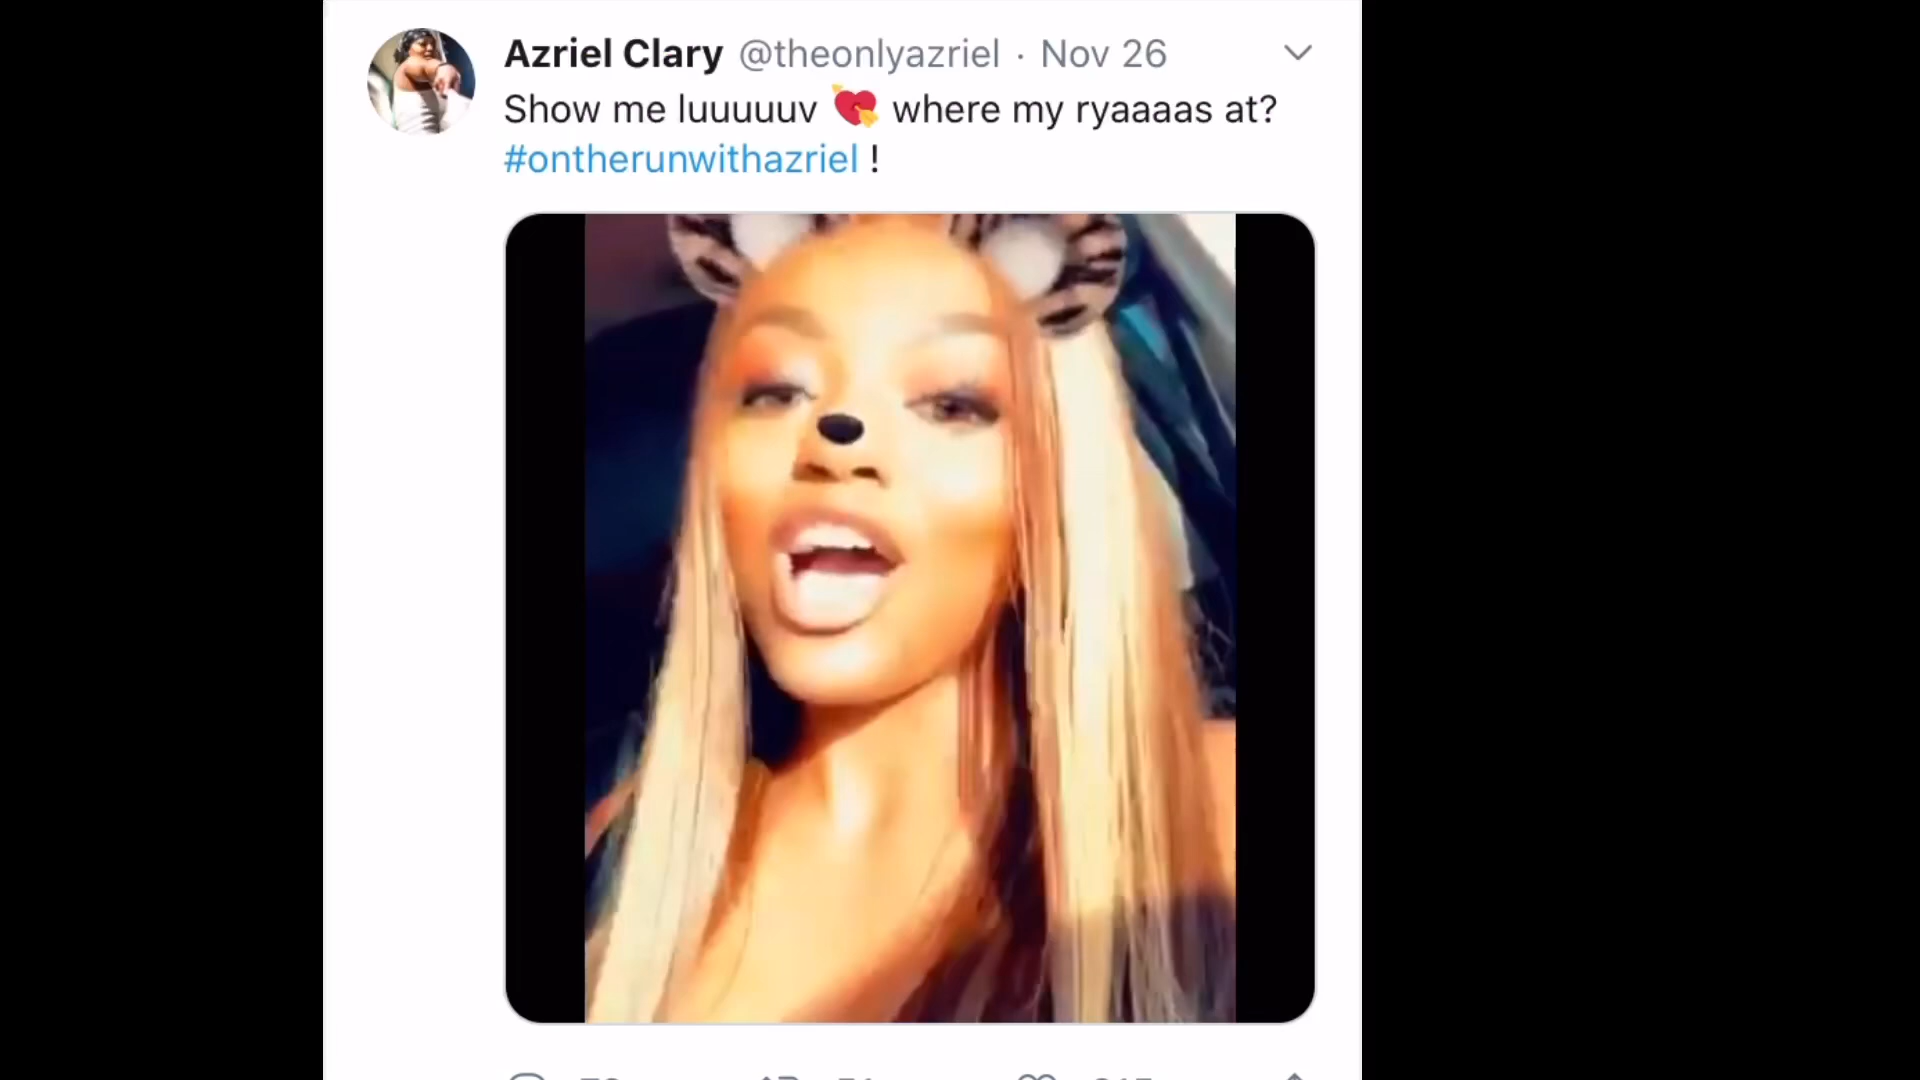 Azriel Clary @theonlyazriel · Nov 26
Show me luuuuuv 💘 where my ryaaaas at?
#ontherunwithazriel !